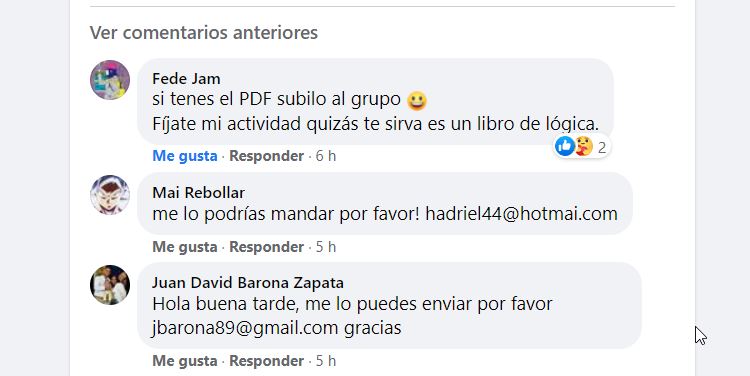 Ver comentarios anteriores
Fede Jam
si tenes el PDF subilo al grupo 😀
Fíjate mi actividad quizás te sirva es un libro de lógica.
2
Me gusta · Responder · 6 h
Mai Rebollar
me lo podrías mandar por favor! hadriel44@hotmai.com
Me gusta · Responder · 5 h
Juan David Barona Zapata
Hola buena tarde, me lo puedes enviar por favor
jbarona89@gmail.com gracias
Me gusta · Responder · 5 h